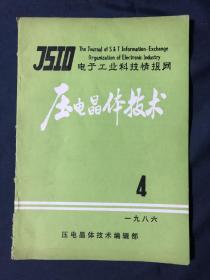 JSIO
The Journal of S & T Information-Exchange
Organization of Electronic Industry
电子工业科技情报网
压电晶体技术
4
一九八六
压电晶体技术编辑部